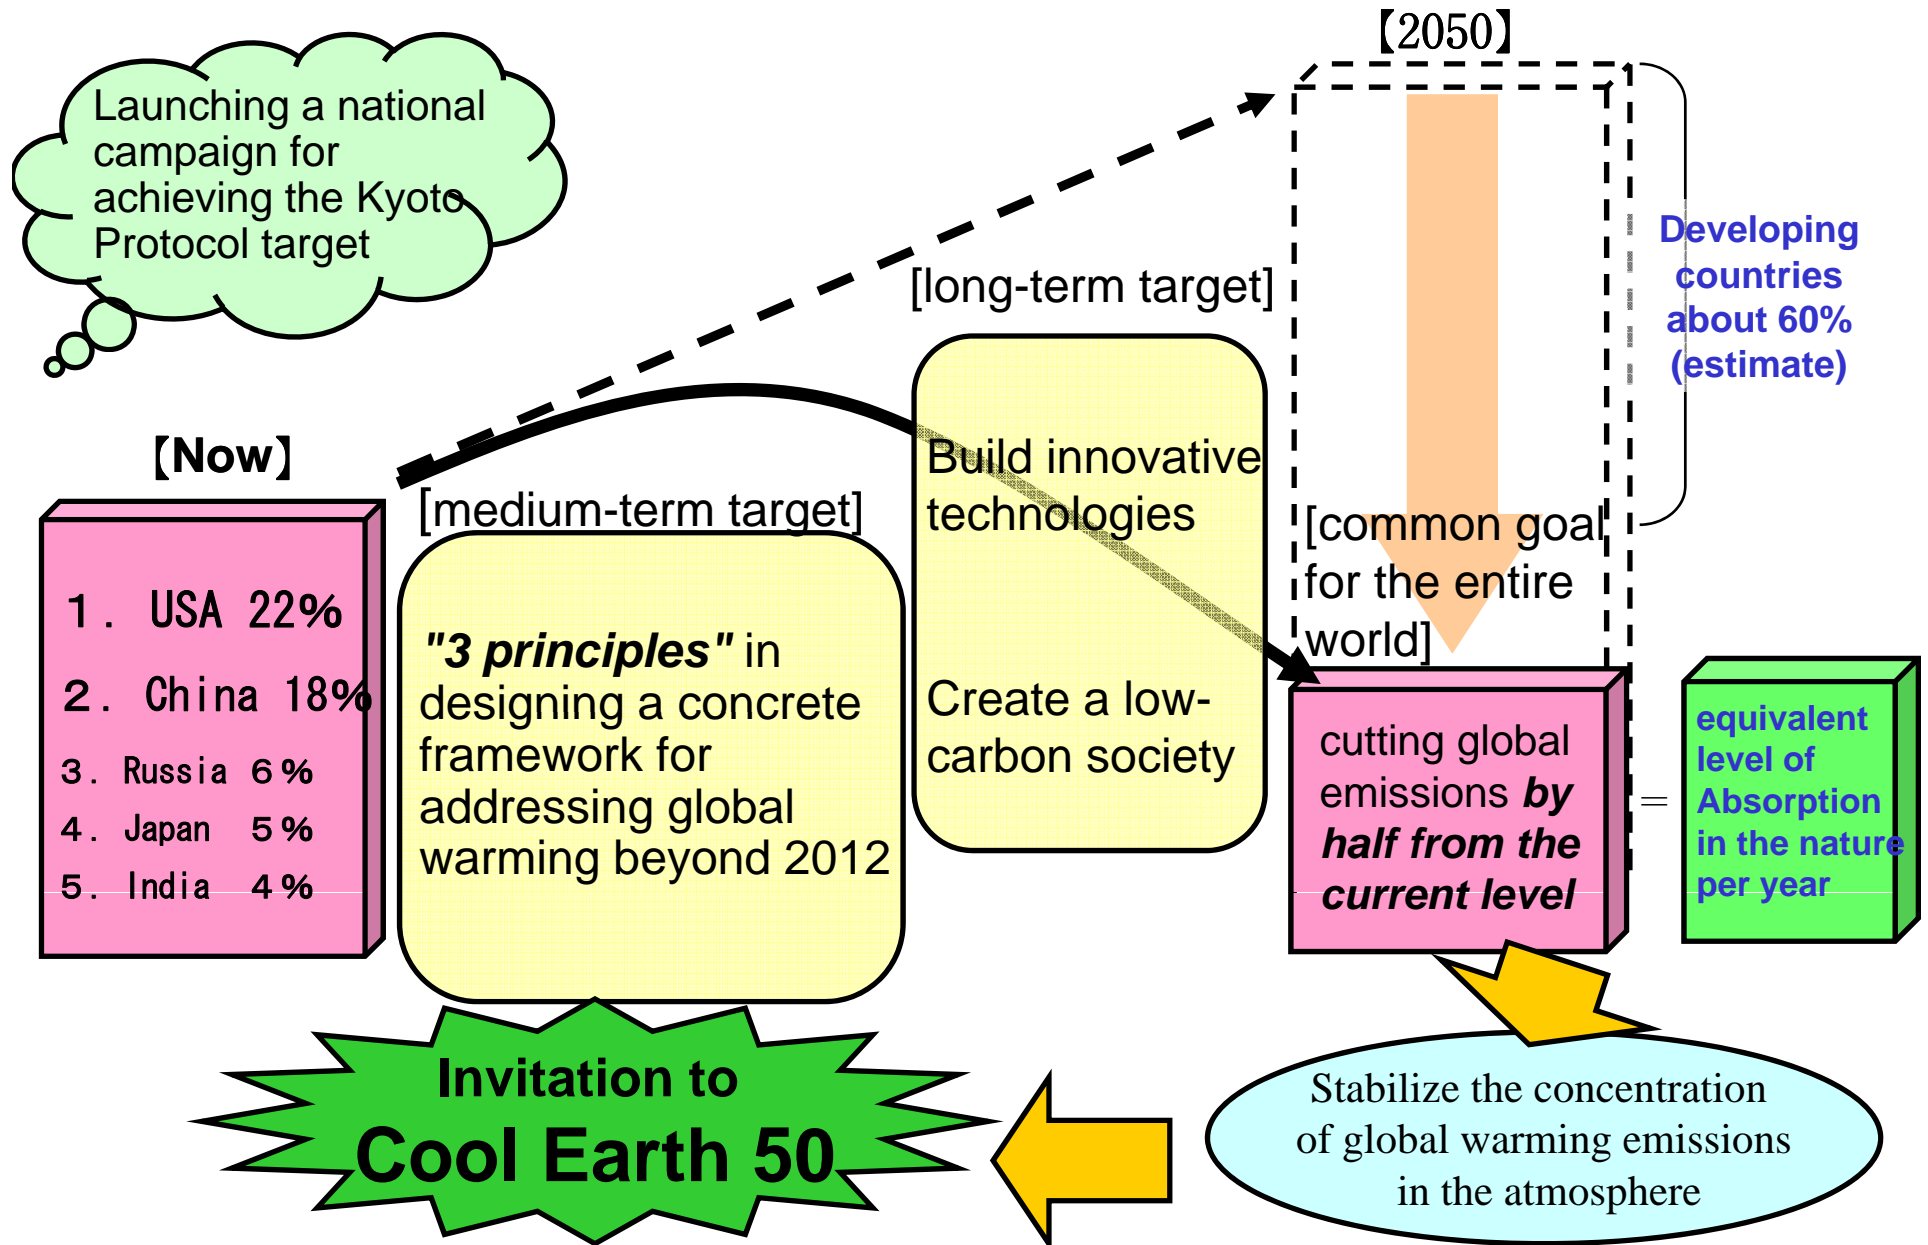 【2050】
Launching a national
campaign for
achieving the Kyoto
Protocol target
Developing
countries
about 60%
(estimate)
[long-term target]
Build innovative
technologies
Create a low-
carbon society
【Now】
1. USA 22%
2. China 18%
3. Russia 6%
4. Japan 5%
5. India 4%
[medium-term target]
"3 principles" in
designing a concrete
framework for
addressing global
warming beyond 2012
[common goal
for the entire
world]
cutting global
emissions by
half from the
current level
=
equivalent
level of
Absorption
in the nature
per year
Invitation to
Cool Earth 50
Stabilize the concentration
of global warming emissions
in the atmosphere